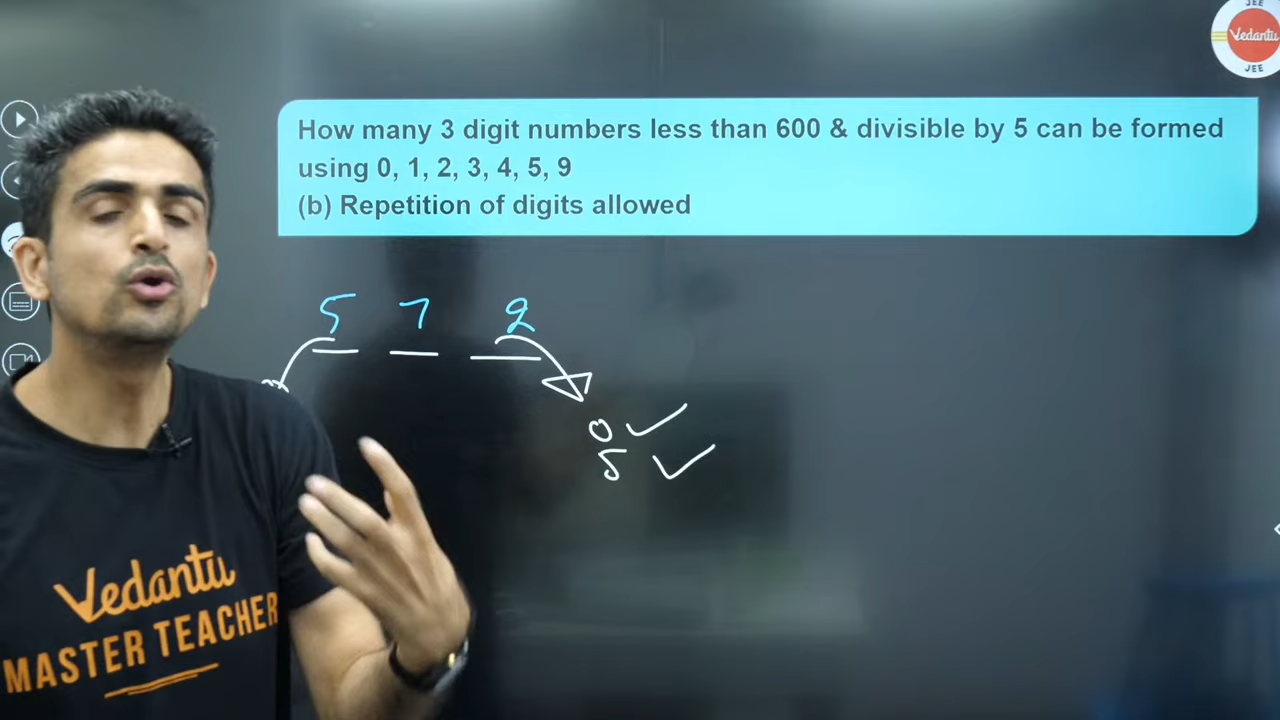 JEE
Vedantu
JEE
How many 3 digit numbers less than 600 & divisible by 5 can be formed
using 0, 1, 2, 3, 4, 5, 9
(b) Repetition of digits allowed
5 7 2
0
5
Vedantu
MASTER TEACHER